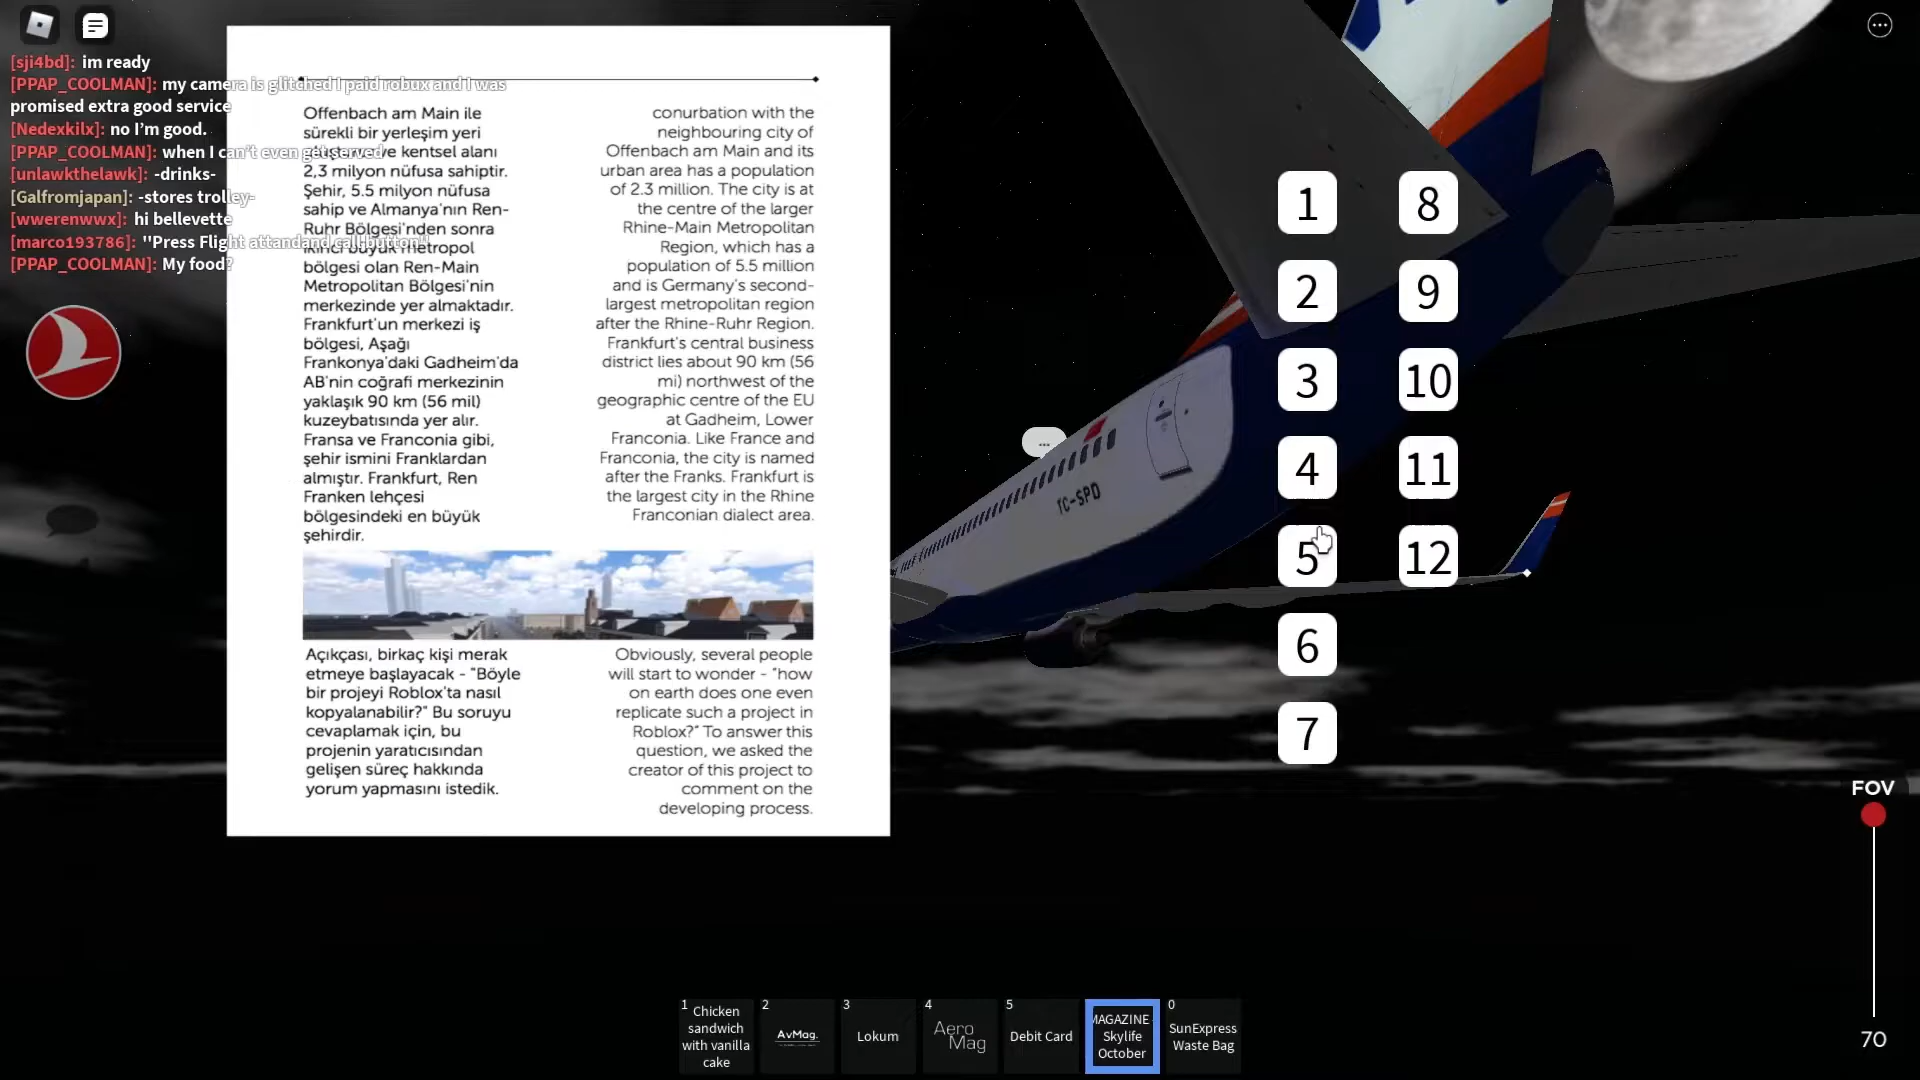 [sji4bd]: im ready
[PPAP_COOLMAN]: my camera is glitched I paid robux and I was
promised extra good service
[Nedexkilx]: no I'm good.
[PPAP_COOLMAN]: when I can't even get served
[unlawkthelawk]: -drinks-
[Galfromjapan]: -stores trolley-
[wwerenwwx]: hi bellevette
[marco193786]: "Press Flight attandand call button"
[PPAP_COOLMAN]: My food?
Offenbach am Main ile
sürekli bir yerleşim yeri
ve kentsel alanı
2,3 milyon nüfusa sahiptir.
Şehir, 5.5 milyon nüfusa
sahip ve Almanya'nın Ren-
Ruhr Bölgesi'nden sonra
ikinci büyük metropol
bölgesi olan Ren-Main
Metropolitan Bölgesi'nin
merkezinde yer almaktadır.
Frankfurt'un merkezi iş
bölgesi, Aşağı
Frankonya'daki Gadheim'da
AB'nin coğrafi merkezinin
yaklaşık 90 km (56 mil)
kuzeybatısında yer alır.
Fransa ve Franconia gibi,
şehir ismini Franklardan
almıştır. Frankfurt, Ren
Franken lehçesi
bölgesindeki en büyük
şehirdir.
conurbation with the
neighbouring city of
Offenbach am Main and its
urban area has a population
of 2.3 million. The city is at
the centre of the larger
Rhine-Main Metropolitan
Region, which has a
population of 5.5 million
and is Germany's second-
largest metropolitan region
after the Rhine-Ruhr Region.
Frankfurt's central business
district lies about 90 km (56
mi) northwest of the
geographic centre of the EU
at Gadheim, Lower
Franconia. Like France and
Franconia, the city is named
after the Franks. Frankfurt is
the largest city in the Rhine
Franconian dialect area.
Açıkçası, birkaç kişi merak
etmeye başlayacak - "Böyle
bir projeyi Roblox'ta nasıl
kopyalanabilir?" Bu soruyu
cevaplamak için, bu
projenin yaratıcısından
gelişen süreç hakkında
yorum yapmasını istedik.
Obviously, several people
will start to wonder - "how
on earth does one even
replicate such a project in
Roblox?" To answer this
question, we asked the
creator of this project to
comment on the
developing process.
...
TC-SPD
1
2
3
4
5
6
7
8
9
10
11
12
FOV
70
1
Chicken
sandwich
with vanilla
cake
2
AvMag.
3
Lokum
4
Aero
Mag
5
Debit Card
MAGAZINE -
Skylife
October
0
SunExpress
Waste Bag